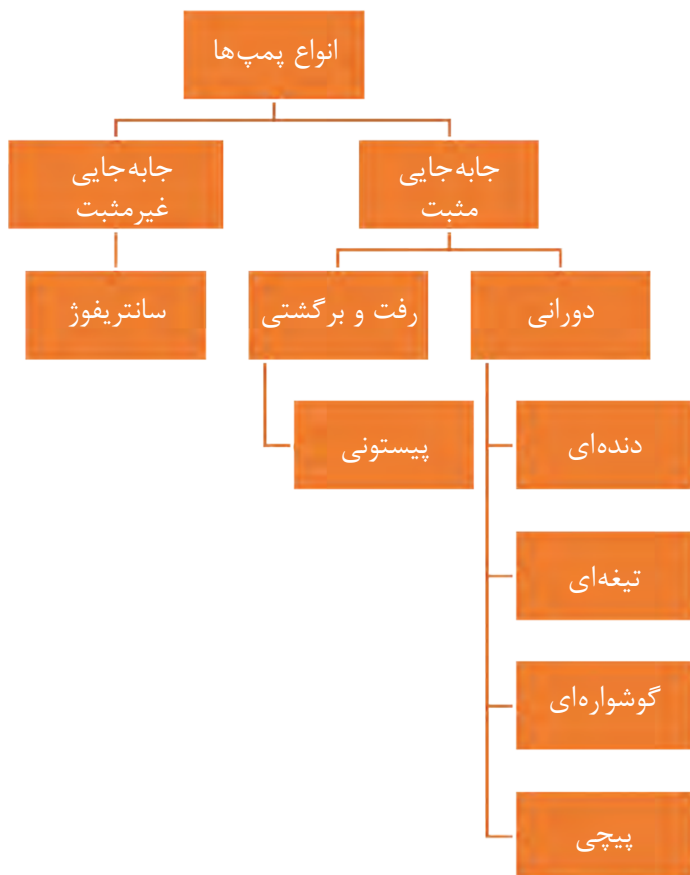 انواع پمپ‌ها
جابه‌جایی
مثبت
جابه‌جایی
غیرمثبت
دورانی
رفت و برگشتی
سانتریفوژ
دنده‌ای
پیستونی
تیغه‌ای
گوشواره‌ای
پیچی